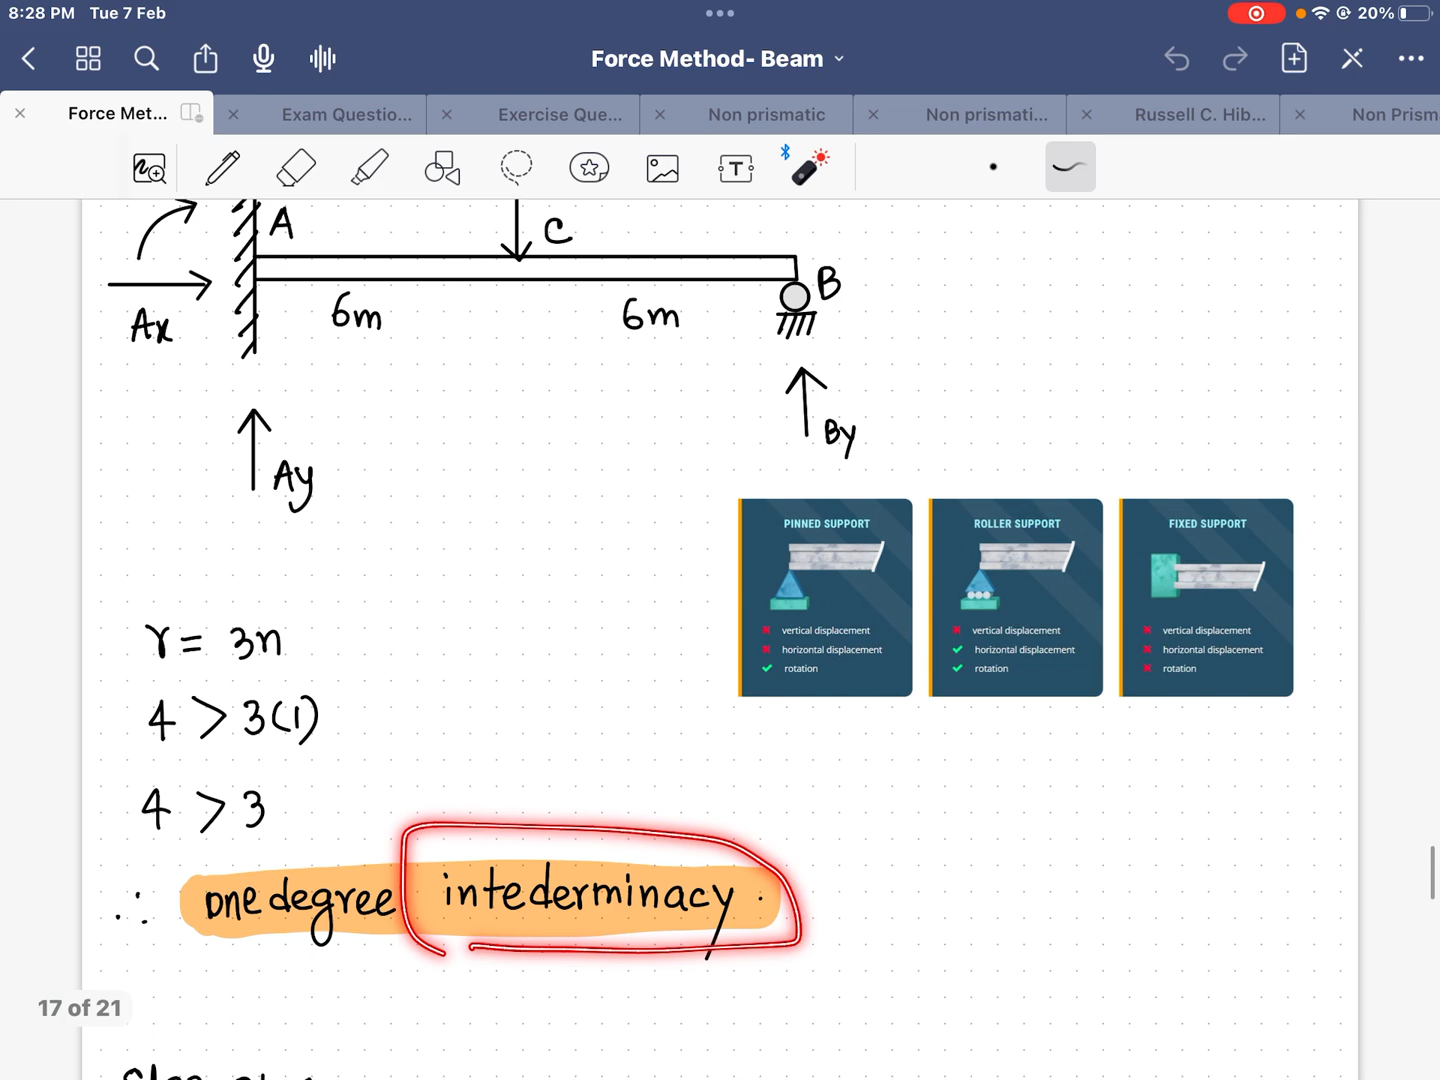 8:28 PM Tue 7 Feb
20%
Force Method- Beam
Force Met...
Exam Questio...
Exercise Que...
Non prismatic
Non prismati...
Russell C. Hib...
Non Prism
T
A
C
B
Ax
6m
6m
Ay
By
PINNED SUPPORT
vertical displacement
horizontal displacement
rotation
ROLLER SUPPORT
vertical displacement
horizontal displacement
rotation
FIXED SUPPORT
vertical displacement
horizontal displacement
rotation
r = 3n
4 > 3(1)
4 > 3
∴ one degree intederminacy.
17 of 21